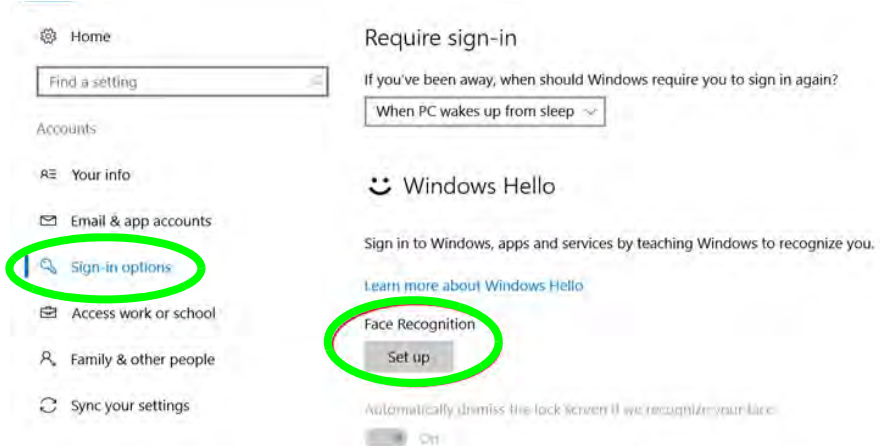 Home
Find a setting
Accounts
Your info
Email & app accounts
Sign-in options
Access work or school
Family & other people
Sync your settings
Require sign-in
If you've been away, when should Windows require you to sign in again?
When PC wakes up from sleep
Windows Hello
Sign in to Windows, apps and services by teaching Windows to recognize you.
Learn more about Windows Hello
Face Recognition
Set up
Automatically dismiss the lock screen if we recognize your face.
On